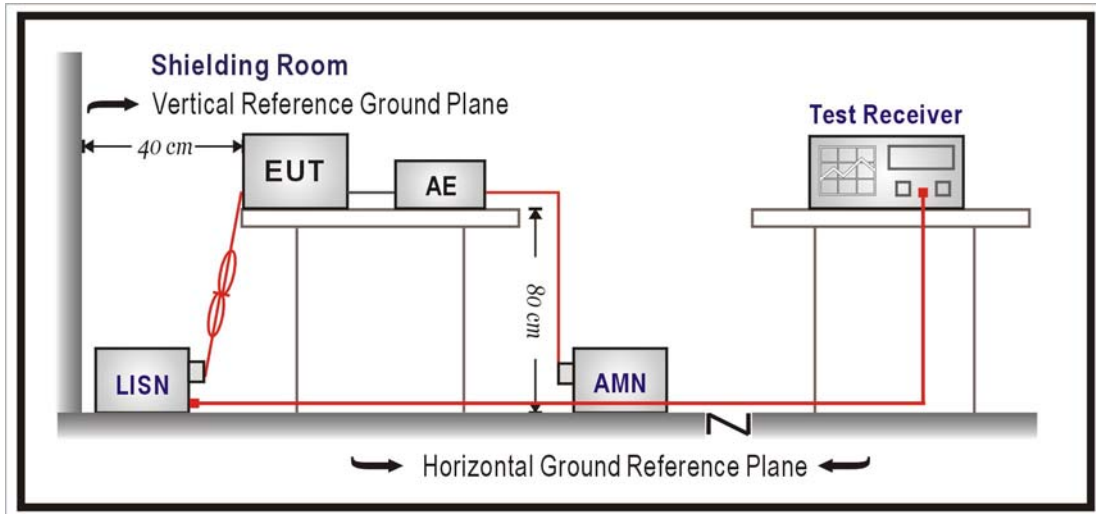 Shielding Room
Vertical Reference Ground Plane
40 cm
EUT
AE
Test Receiver
80 cm
LISN
AMN
Horizontal Ground Reference Plane